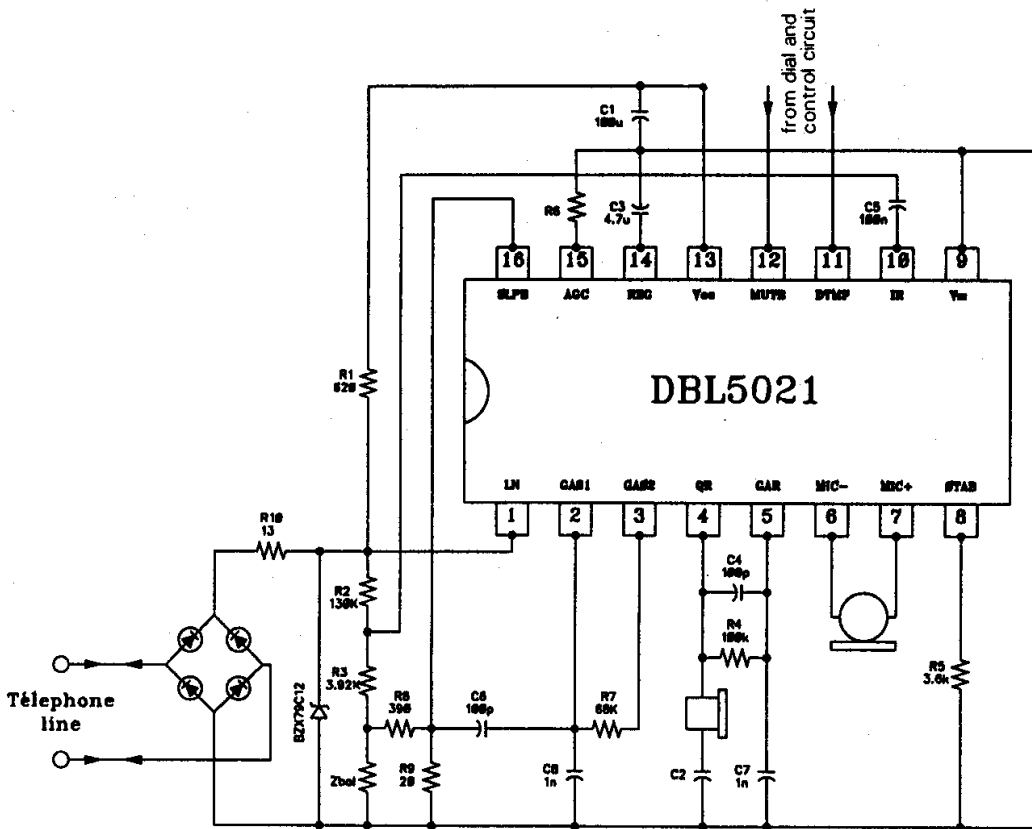 from dial and
control circuit
C1
100u
R6
C3
4.7u
C5
100n
16
15
14
13
12
11
10
9
SLPE
AGC
REG
Vcc
MUTE
DTMF
IR
R1
620
DBL5021
LN
GAS1
GAS2
QR
GAR
MIC-
MIC+
STAB
1
2
3
4
5
6
7
8
R10
13
R2
130K
C4
100p
R4
100k
R3
3.92K
R5
3.6k
Télephone
line
BZX79C12
390
C6
100p
R7
68K
Zbal
R9
20
1n
C2
C7
1n